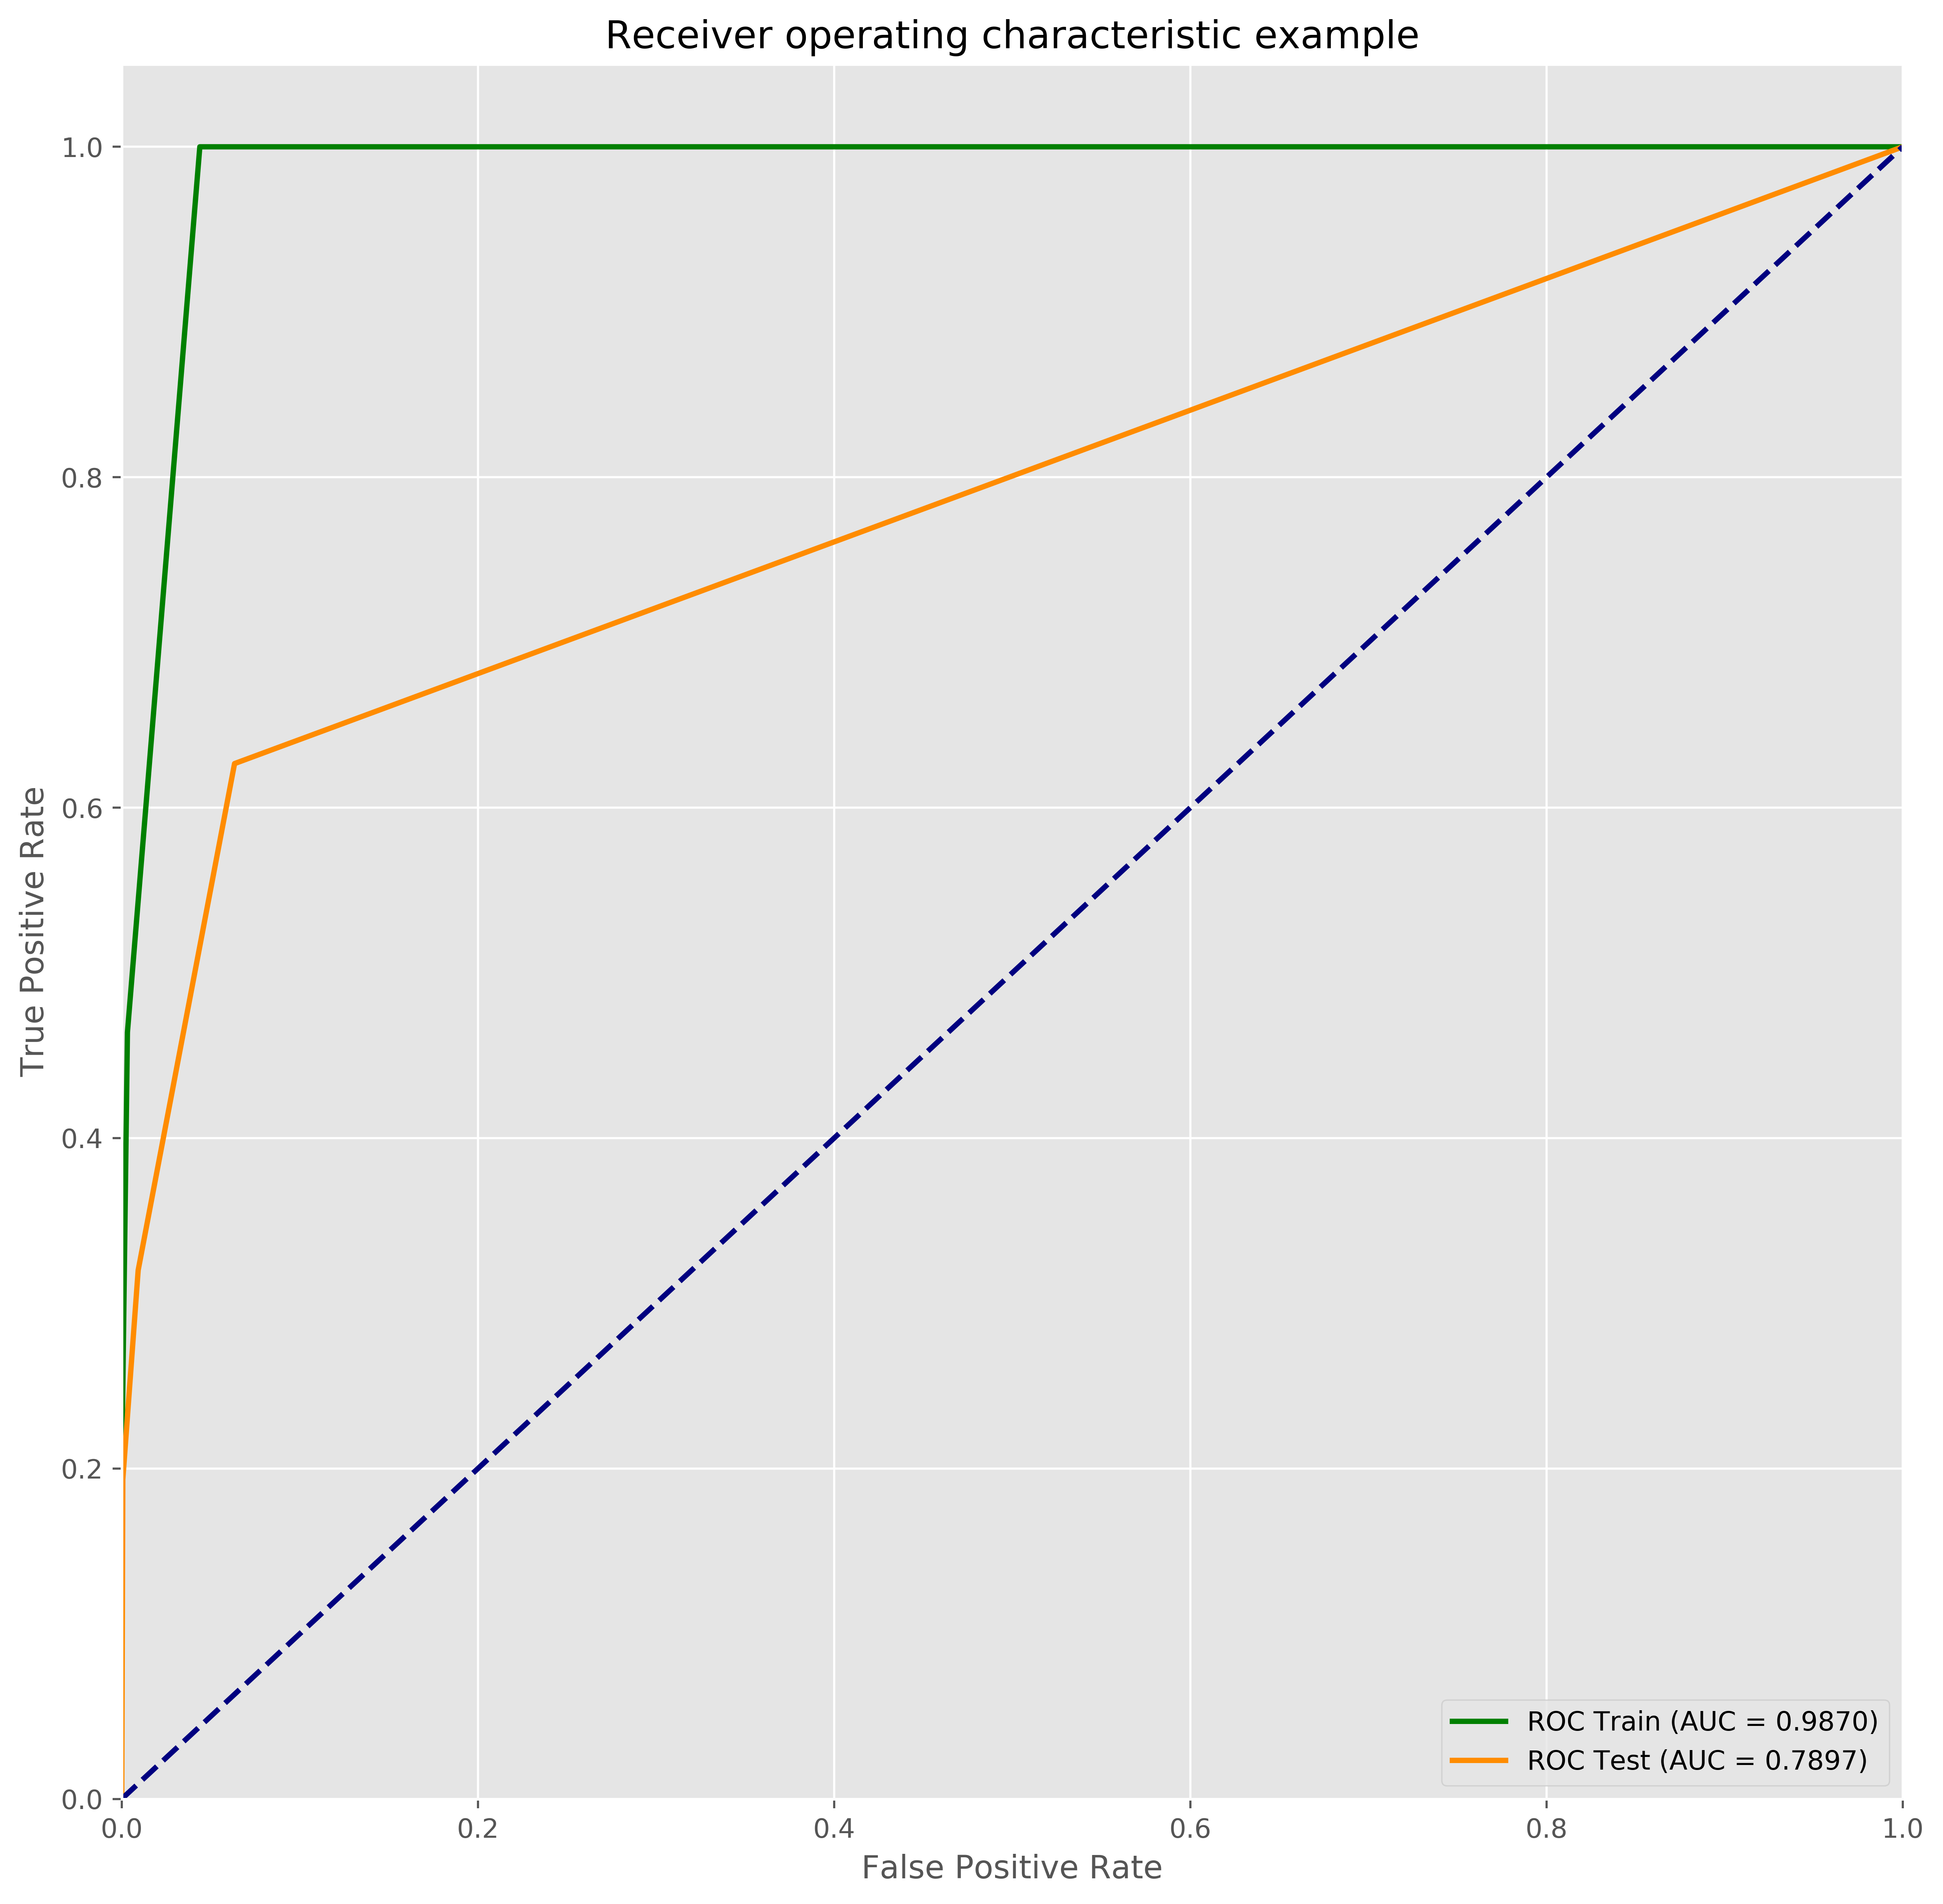 Receiver operating characteristic example
1.0
0.8
0.6
0.4
0.2
0.0
True Positive Rate
0.0 0.2 0.4 0.6 0.8 1.0
False Positive Rate
ROC Train (AUC = 0.9870)
ROC Test (AUC = 0.7897)